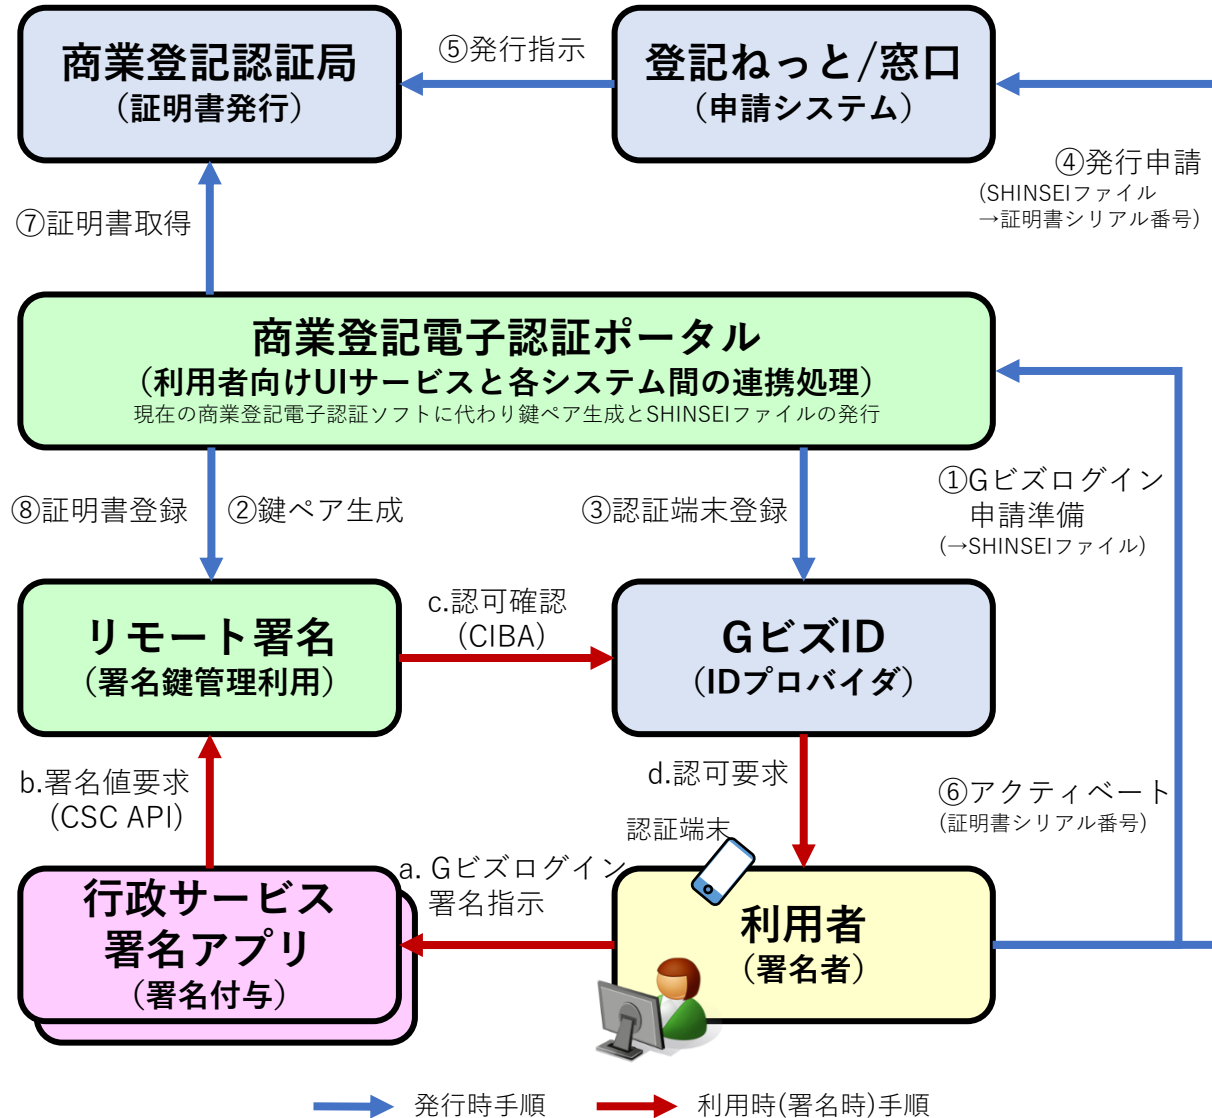 商業登記認証局
(証明書発行)
⑤発行指示
登記ねっと/窓口
(申請システム)
④発行申請
(SHINSEIファイル
→証明書シリアル番号)
⑦証明書取得
商業登記電子認証ポータル
(利用者向けUIサービスと各システム間の連携処理)
現在の商業登記電子認証ソフトに代わり鍵ペア生成とSHINSEIファイルの発行
⑧証明書登録
②鍵ペア生成
③認証端末登録
①Gビズログイン
申請準備
(→SHINSEIファイル)
リモート署名
(署名鍵管理利用)
c.認可確認
(CIBA)
GビズID
(IDプロバイダ)
b.署名値要求
(CSC API)
d.認可要求
⑥アクティベート
(証明書シリアル番号)
認証端末
行政サービス
署名アプリ
(署名付与)
a. Gビズログイン
署名指示
利用者
(署名者)
発行時手順
利用時(署名時)手順